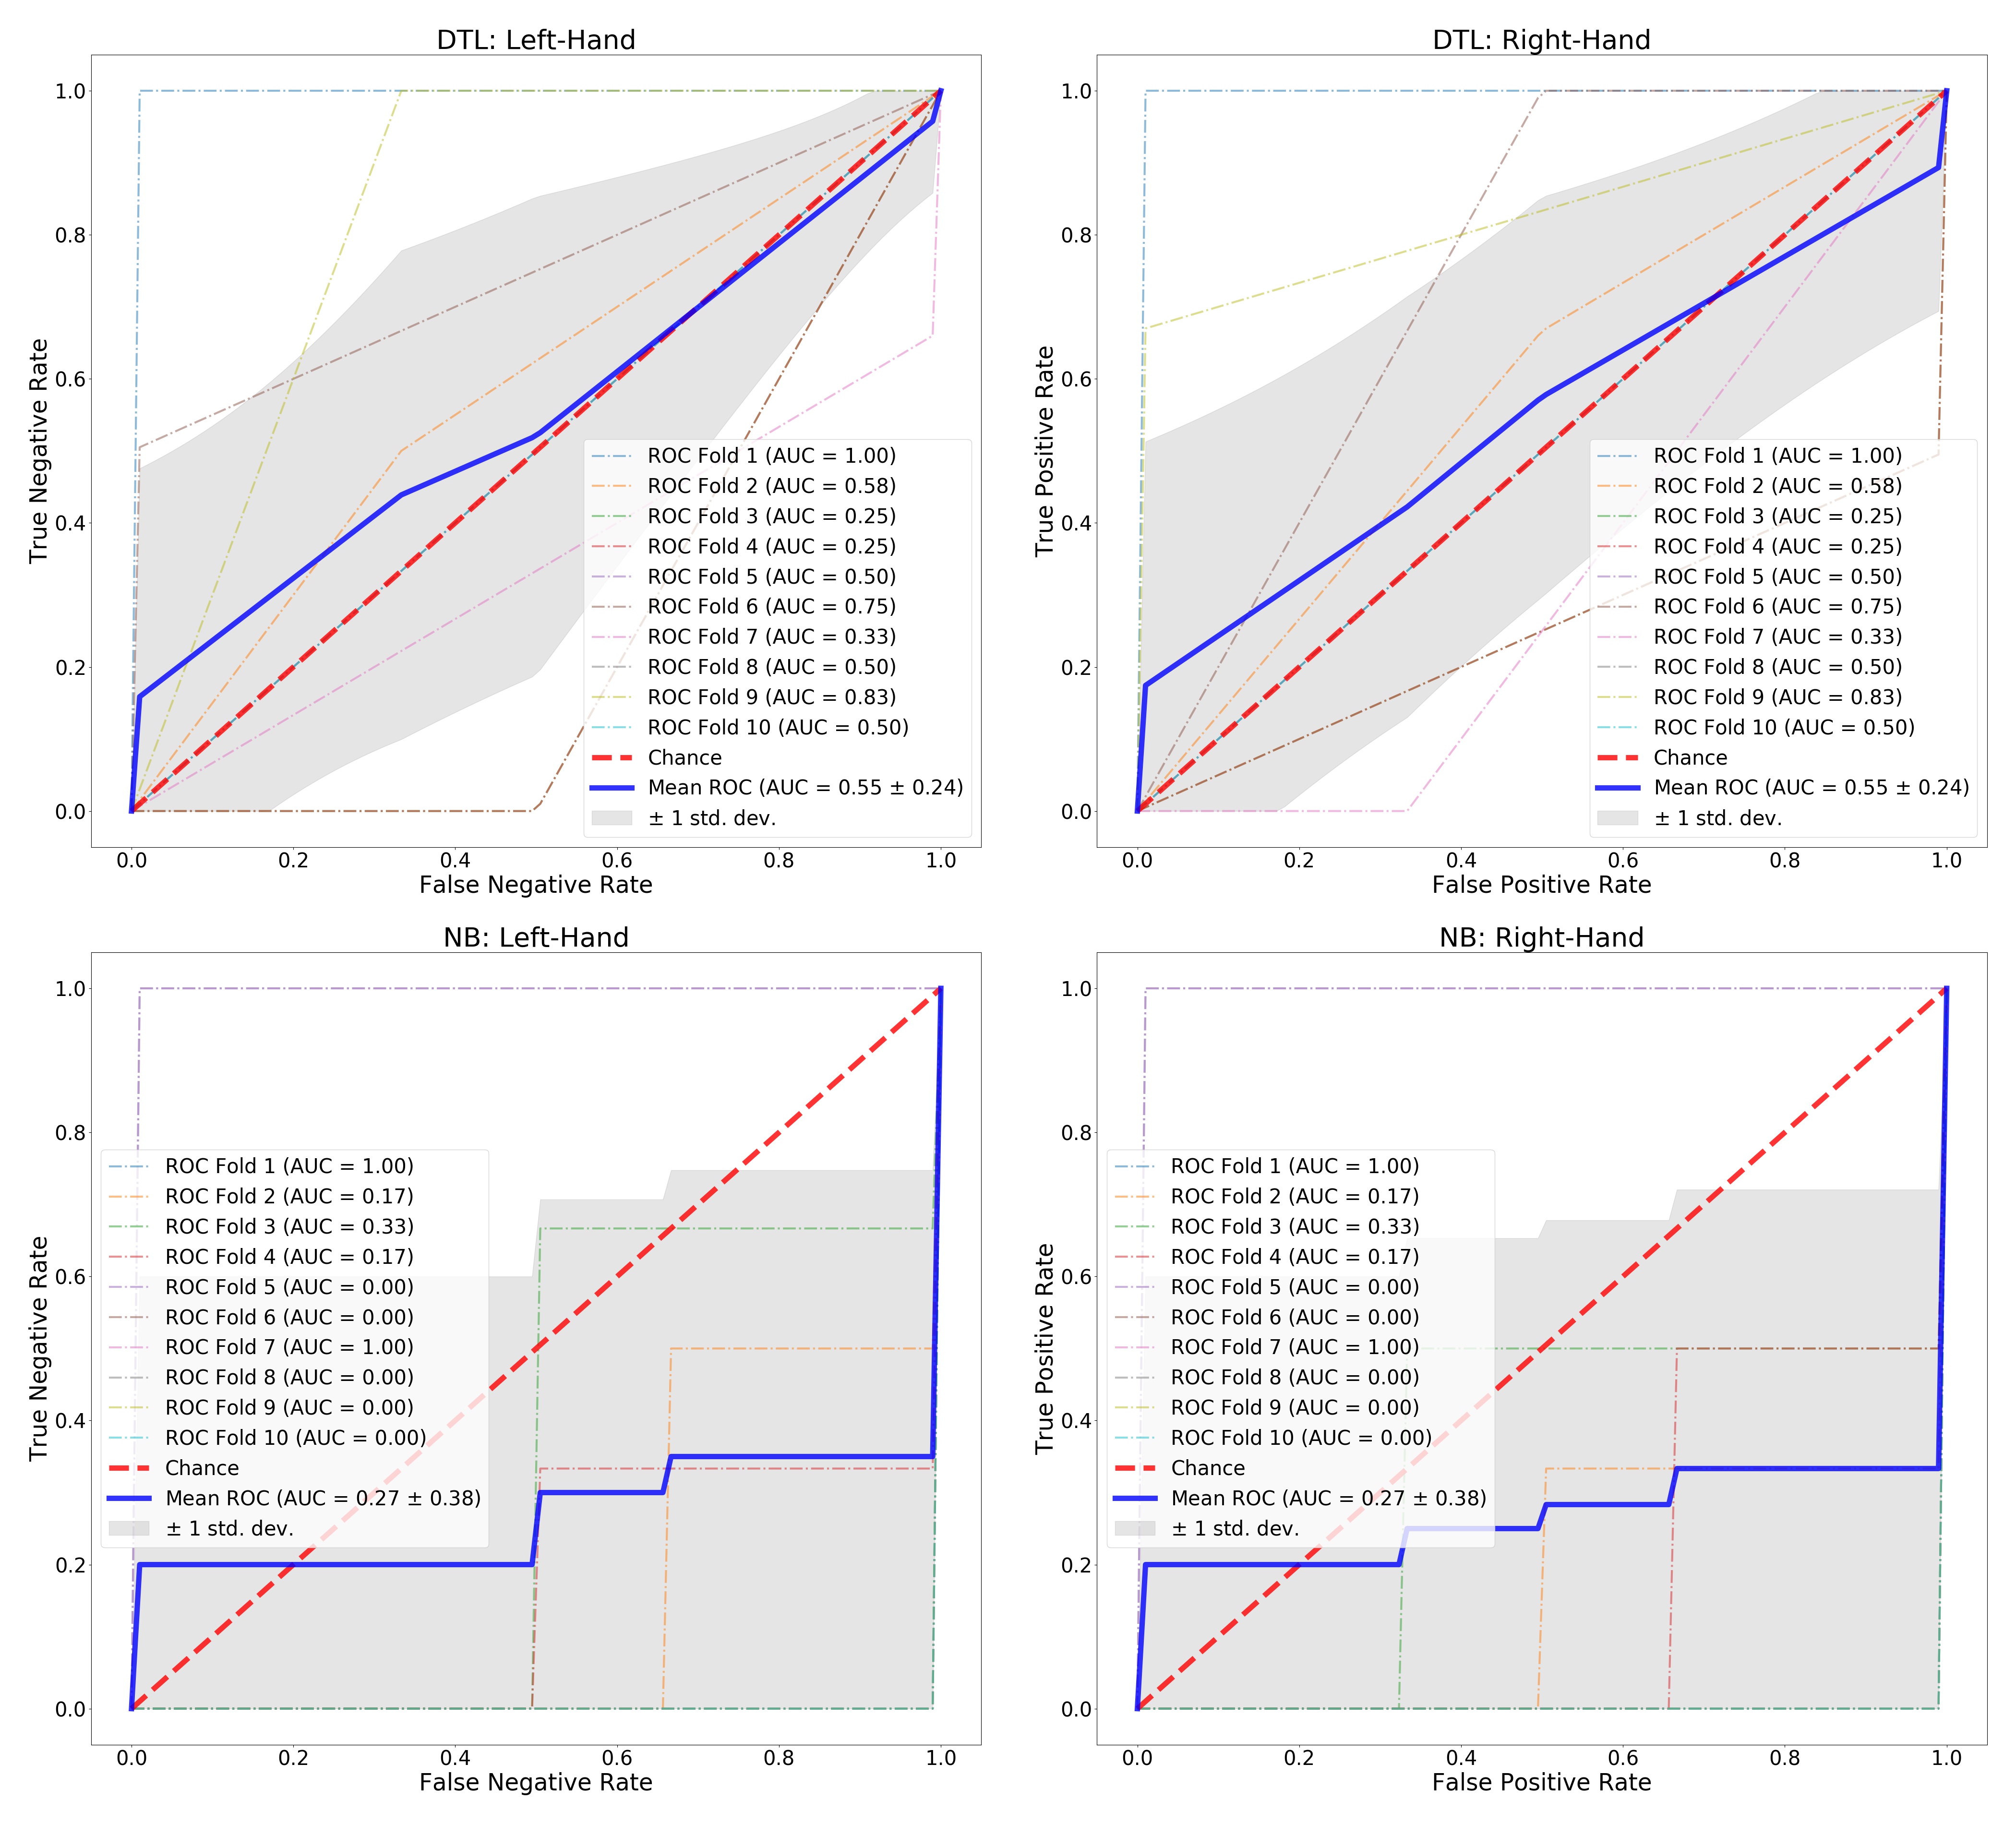 DTL: Left-Hand
True Negative Rate
1.0
0.8
0.6
0.4
0.2
0.0
ROC Fold 1 (AUC = 1.00)
ROC Fold 2 (AUC = 0.58)
ROC Fold 3 (AUC = 0.25)
ROC Fold 4 (AUC = 0.25)
ROC Fold 5 (AUC = 0.50)
ROC Fold 6 (AUC = 0.75)
ROC Fold 7 (AUC = 0.33)
ROC Fold 8 (AUC = 0.50)
ROC Fold 9 (AUC = 0.83)
ROC Fold 10 (AUC = 0.50)
Chance
Mean ROC (AUC = 0.55 ± 0.24)
± 1 std. dev.
0.0 0.2 0.4 0.6 0.8 1.0
False Negative Rate
DTL: Right-Hand
True Positive Rate
1.0
0.8
0.6
0.4
0.2
0.0
ROC Fold 1 (AUC = 1.00)
ROC Fold 2 (AUC = 0.58)
ROC Fold 3 (AUC = 0.25)
ROC Fold 4 (AUC = 0.25)
ROC Fold 5 (AUC = 0.50)
ROC Fold 6 (AUC = 0.75)
ROC Fold 7 (AUC = 0.33)
ROC Fold 8 (AUC = 0.50)
ROC Fold 9 (AUC = 0.83)
ROC Fold 10 (AUC = 0.50)
Chance
Mean ROC (AUC = 0.55 ± 0.24)
± 1 std. dev.
0.0 0.2 0.4 0.6 0.8 1.0
False Positive Rate
NB: Left-Hand
True Negative Rate
1.0
0.8
0.6
0.4
0.2
0.0
ROC Fold 1 (AUC = 1.00)
ROC Fold 2 (AUC = 0.17)
ROC Fold 3 (AUC = 0.33)
ROC Fold 4 (AUC = 0.17)
ROC Fold 5 (AUC = 0.00)
ROC Fold 6 (AUC = 0.00)
ROC Fold 7 (AUC = 1.00)
ROC Fold 8 (AUC = 0.00)
ROC Fold 9 (AUC = 0.00)
ROC Fold 10 (AUC = 0.00)
Chance
Mean ROC (AUC = 0.27 ± 0.38)
± 1 std. dev.
0.0 0.2 0.4 0.6 0.8 1.0
False Negative Rate
NB: Right-Hand
True Positive Rate
1.0
0.8
0.6
0.4
0.2
0.0
ROC Fold 1 (AUC = 1.00)
ROC Fold 2 (AUC = 0.17)
ROC Fold 3 (AUC = 0.33)
ROC Fold 4 (AUC = 0.17)
ROC Fold 5 (AUC = 0.00)
ROC Fold 6 (AUC = 0.00)
ROC Fold 7 (AUC = 1.00)
ROC Fold 8 (AUC = 0.00)
ROC Fold 9 (AUC = 0.00)
ROC Fold 10 (AUC = 0.00)
Chance
Mean ROC (AUC = 0.27 ± 0.38)
± 1 std. dev.
0.0 0.2 0.4 0.6 0.8 1.0
False Positive Rate